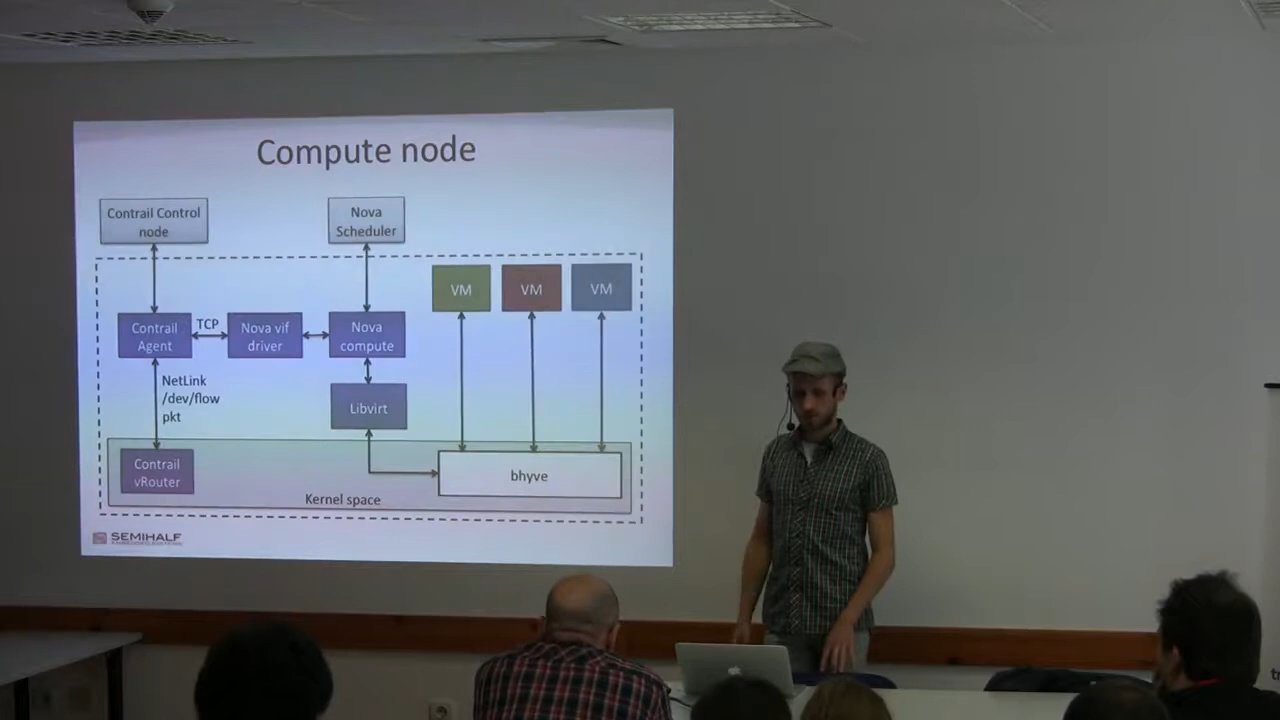 Compute node
Contrail Control
node
Nova
Scheduler
VM
VM
VM
Contrail
Agent
TCP
Nova vif
driver
Nova
compute
NetLink
/dev/flow
pkt
Libvirt
Contrail
vRouter
bhyve
Kernel space
SEMIHALF